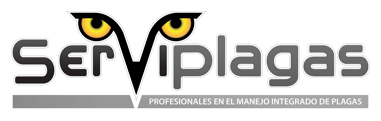 Serviplagas
PROFESIONALES EN EL MANEJO INTEGRADO DE PLAGAS